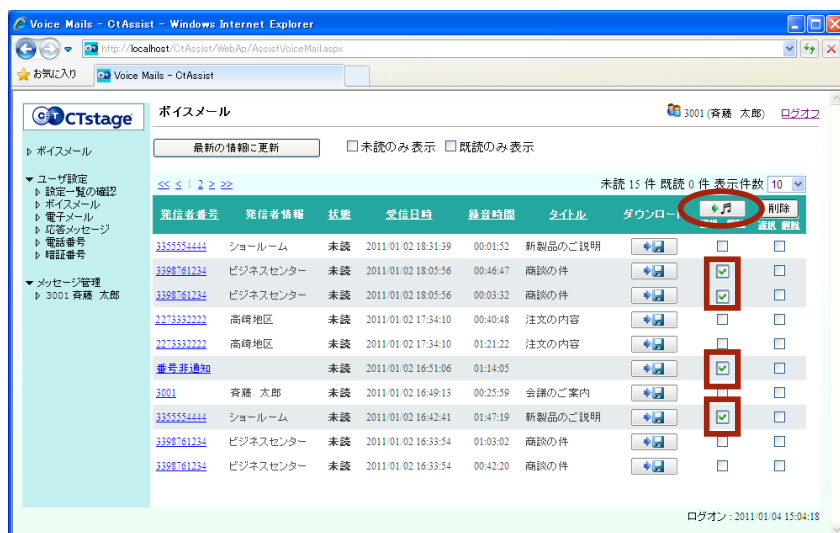 Voice Mails - CtAssist - Windows Internet Explorer
http://localhost/CtAssist/WebAp/AssistVoiceMail.aspx
お気に入り Voice Mails - CtAssist
CTstage
ボイスメール 3001 (斉藤 太郎) ログオフ
最新の情報に更新 未読のみ表示 既読のみ表示
▷ ボイスメール
▼ ユーザ設定
▷ 設定一覧の確認
▷ ボイスメール
▷ 電子メール
▷ 応答メッセージ
▷ 電話番号
▷ 暗証番号
▼ メッセージ管理
▷ 3001 斉藤 太郎
<< < 1 2 > >> 未読 15 件 既読 0 件 表示件数 10
発信者番号 発信者情報 状態 受信日時 録音時間 タイトル ダウンロード 削除
選択 解除
3355554444 ショールーム 未読 2011/01/02 18:31:39 00:01:52 新製品のご説明
3398761234 ビジネスセンター 未読 2011/01/02 18:05:56 00:46:47 商談の件
3398761234 ビジネスセンター 未読 2011/01/02 18:05:56 00:03:32 商談の件
2273332222 高崎地区 未読 2011/01/02 17:34:10 00:40:48 注文の内容
2273332222 高崎地区 未読 2011/01/02 17:34:10 01:21:22 注文の内容
番号非通知 未読 2011/01/02 16:51:06 01:14:05
3001 斉藤 太郎 未読 2011/01/02 16:49:13 00:25:59 会議のご案内
3355554444 ショールーム 未読 2011/01/02 16:42:41 01:47:19 新製品のご説明
3398761234 ビジネスセンター 未読 2011/01/02 16:33:54 01:03:02 商談の件
3398761234 ビジネスセンター 未読 2011/01/02 16:33:54 00:42:20 商談の件
ログオン : 2011/01/04 15:04:18